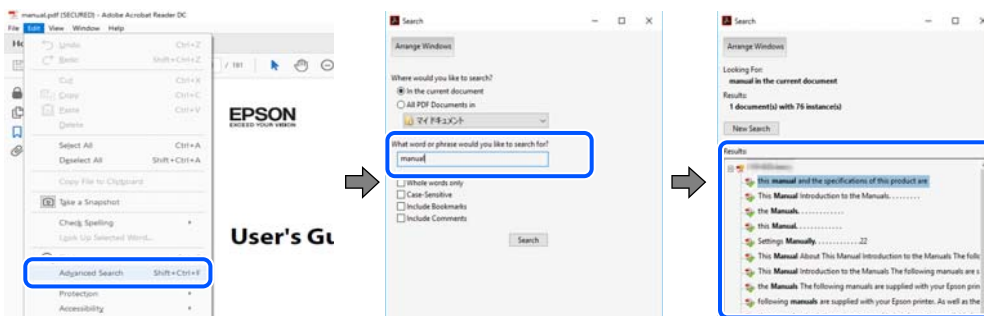 manual.pdf (SECURED) - Adobe Acrobat Reader DC
File Edit View Window Help
Undo Ctrl+Z
Redo Shift+Ctrl+Z
Cut Ctrl+X
Copy Ctrl+C
Paste Ctrl+V
Delete
Select All Ctrl+A
Deselect All Shift+Ctrl+A
Copy File to Clipboard
Take a Snapshot
Check Spelling
Look Up Selected Word...
Advanced Search Shift+Ctrl+F
Protection
Accessibility
/ 181
EPSON
EXCEED YOUR VISION
User's Gu
Search
Arrange Windows
Where would you like to search?
In the current document
All PDF Documents in
マイ ドキュメント
What word or phrase would you like to search for?
manual
Whole words only
Case-Sensitive
Include Bookmarks
Include Comments
Search
Search
Arrange Windows
Looking For:
manual in the current document
Results:
1 document(s) with 76 instance(s)
New Search
Results:
this manual and the specifications of this product are
This Manual Introduction to the Manuals. . . . . . . . .
the Manuals. . . . . . . . . . . . .
this Manual. . . . . . . . . . . . .
Settings Manually. . . . . . . . . . . . .22
This Manual About This Manual Introduction to the Manuals The follo
This Manual Introduction to the Manuals The following manuals are s
the Manuals The following manuals are supplied with your Epson prin
following manuals are supplied with your Epson printer. As well as the